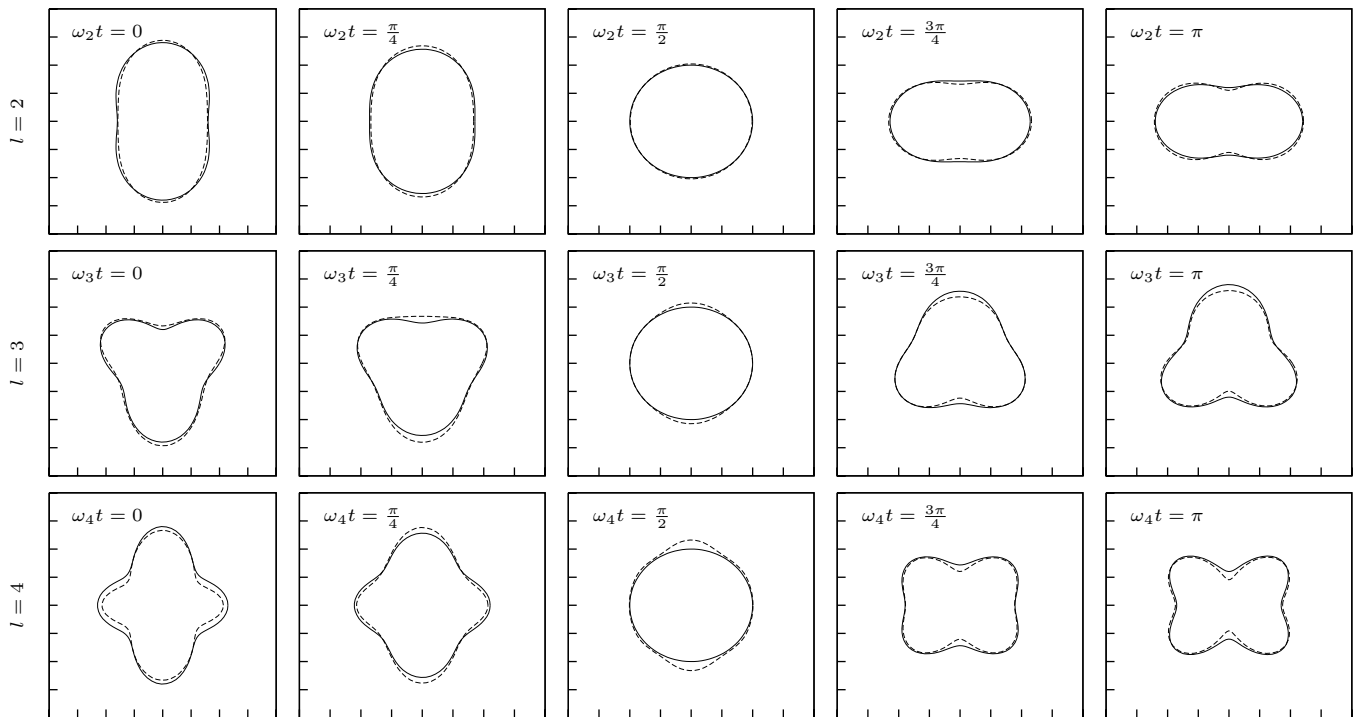 l = 2
ω₂t = 0
ω₂t = π/4
ω₂t = π/2
ω₂t = 3π/4
ω₂t = π
l = 3
ω₃t = 0
ω₃t = π/4
ω₃t = π/2
ω₃t = 3π/4
ω₃t = π
l = 4
ω₄t = 0
ω₄t = π/4
ω₄t = π/2
ω₄t = 3π/4
ω₄t = π